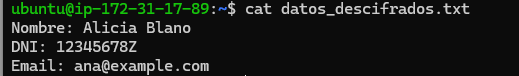 ubuntu@ip-172-31-17-89:~$ cat datos_descifrados.txt
Nombre: Alicia Blano
DNI: 12345678Z
Email: ana@example.com